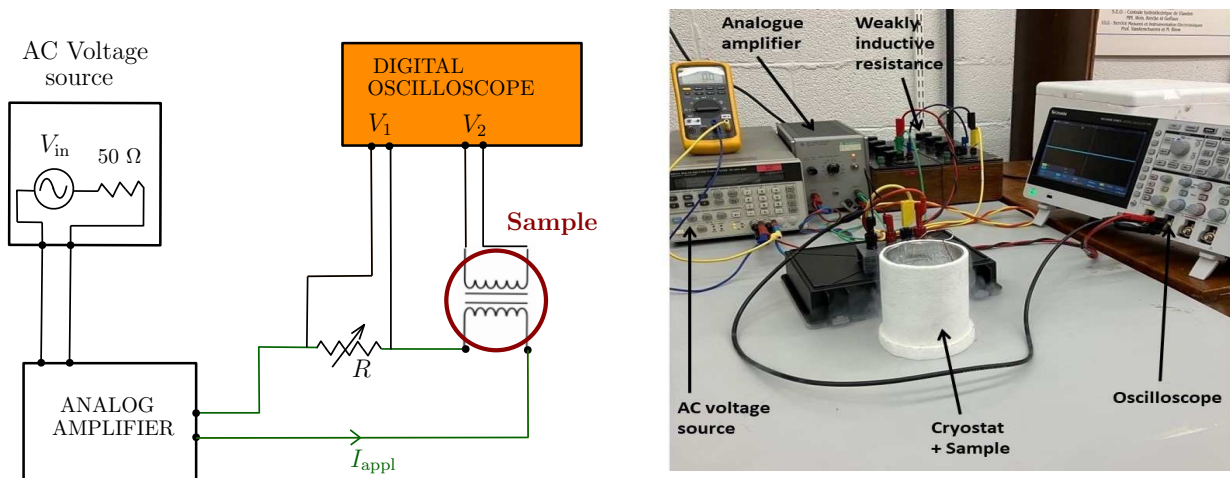 AC Voltage
source
V_in
50 Ω
DIGITAL
OSCILLOSCOPE
V_1
V_2
Sample
R
ANALOG
AMPLIFIER
I_appl
Analogue
amplifier
Weakly
inductive
resistance
AC voltage
source
Cryostat
+ Sample
Oscilloscope